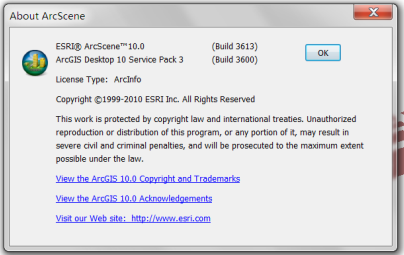 About ArcScene
ESRI® ArcScene™10.0 (Build 3613)
ArcGIS Desktop 10 Service Pack 3 (Build 3600)
OK
License Type: ArcInfo
Copyright ©1999-2010 ESRI Inc. All Rights Reserved
This work is protected by copyright law and international treaties. Unauthorized
reproduction or distribution of this program, or any portion of it, may result in
severe civil and criminal penalties, and will be prosecuted to the maximum extent
possible under the law.
View the ArcGIS 10.0 Copyright and Trademarks
View the ArcGIS 10.0 Acknowledgements
Visit our Web site: http://www.esri.com